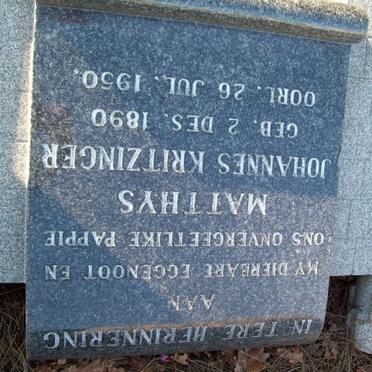 IN TERE HERINNERING
AAN
MY DIERBARE EGGENOOT EN
ONS ONVERGEETLIKE PAPPIE
MATTHYS
JOHANNES KRITZINGER
GEB. 2 DES. 1890
OORL. 26 JUL. 1950.